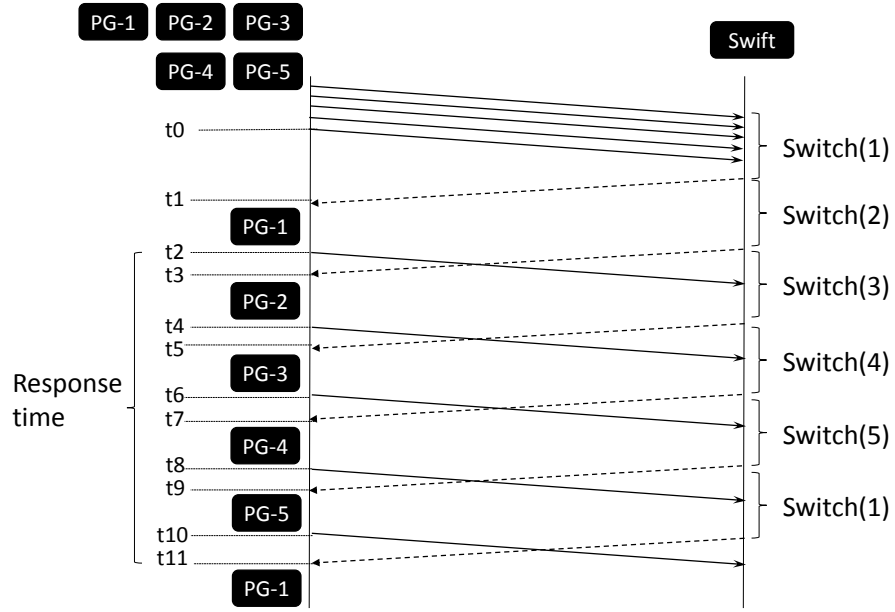 PG-1 PG-2 PG-3
Swift
PG-4 PG-5
t0
Switch(1)
t1
Switch(2)
PG-1
t2
t3
Switch(3)
PG-2
t4
t5
Switch(4)
PG-3
Response
time
t6
t7
Switch(5)
PG-4
t8
t9
Switch(1)
PG-5
t10
t11
PG-1